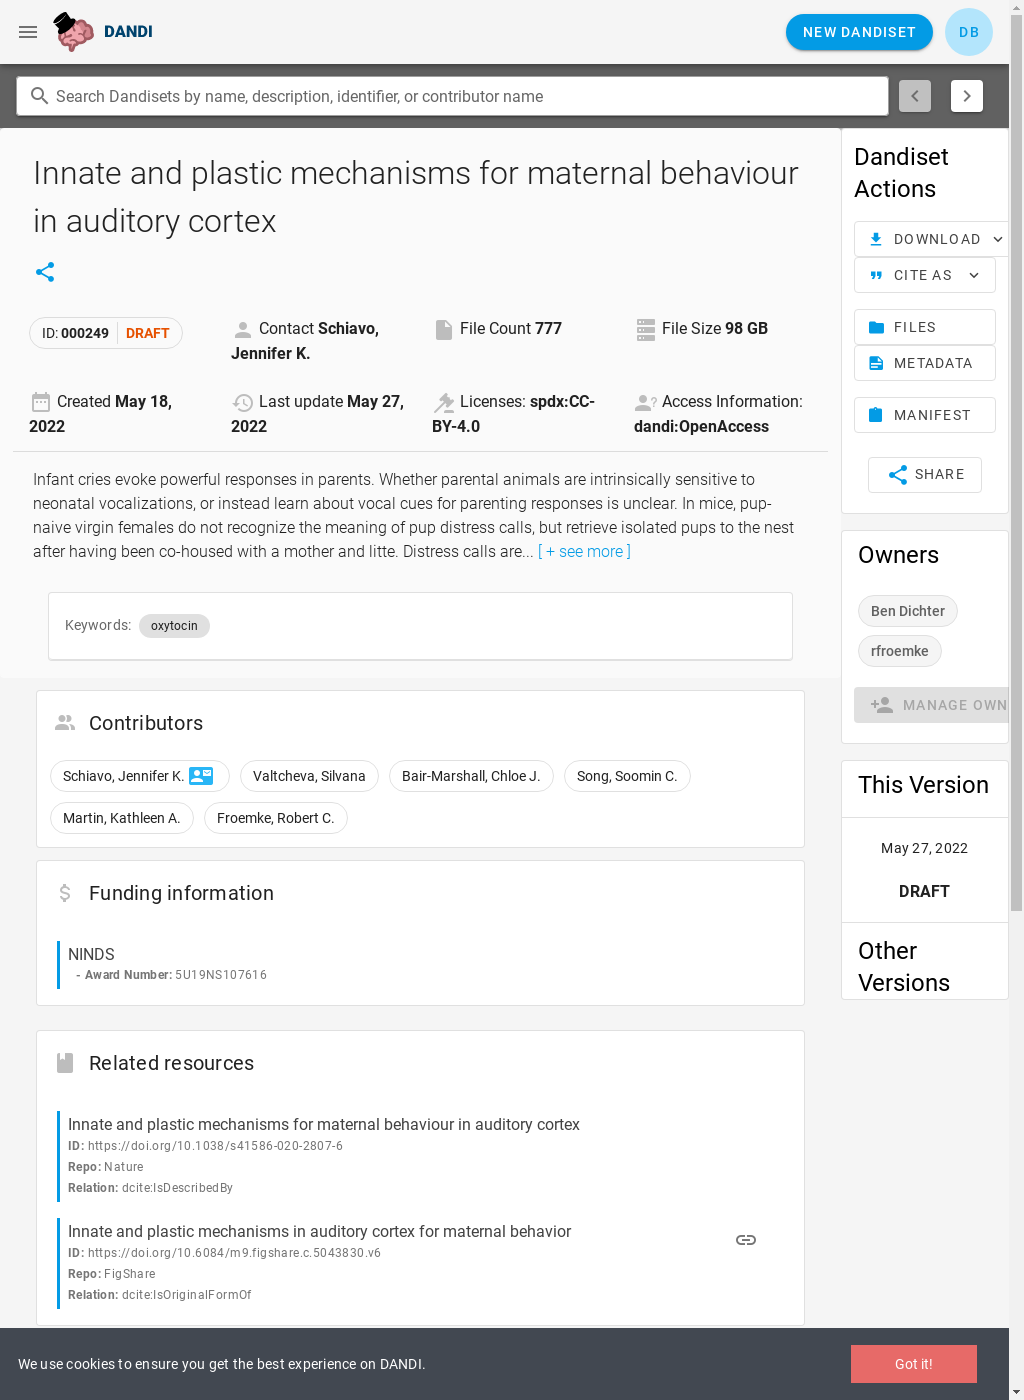 DANDI
NEW DANDISET
DB
Search Dandisets by name, description, identifier, or contributor name
Innate and plastic mechanisms for maternal behaviour
in auditory cortex
ID: 000249 DRAFT
Contact Schiavo,
Jennifer K.
File Count 777
File Size 98 GB
Created May 18,
2022
Last update May 27,
2022
Licenses: spdx:CC-
BY-4.0
Access Information:
dandi:OpenAccess
Infant cries evoke powerful responses in parents. Whether parental animals are intrinsically sensitive to
neonatal vocalizations, or instead learn about vocal cues for parenting responses is unclear. In mice, pup-
naive virgin females do not recognize the meaning of pup distress calls, but retrieve isolated pups to the nest
after having been co-housed with a mother and litte. Distress calls are... [ + see more ]
Keywords: oxytocin
Contributors
Schiavo, Jennifer K. Valtcheva, Silvana Bair-Marshall, Chloe J. Song, Soomin C.
Martin, Kathleen A. Froemke, Robert C.
Funding information
NINDS
- Award Number: 5U19NS107616
Related resources
Innate and plastic mechanisms for maternal behaviour in auditory cortex
ID: https://doi.org/10.1038/s41586-020-2807-6
Repo: Nature
Relation: dcite:IsDescribedBy
Innate and plastic mechanisms in auditory cortex for maternal behavior
ID: https://doi.org/10.6084/m9.figshare.c.5043830.v6
Repo: FigShare
Relation: dcite:IsOriginalFormOf
Dandiset
Actions
DOWNLOAD
CITE AS
FILES
METADATA
MANIFEST
SHARE
Owners
Ben Dichter
rfroemke
MANAGE OWN
This Version
May 27, 2022
DRAFT
Other
Versions
We use cookies to ensure you get the best experience on DANDI.
Got it!